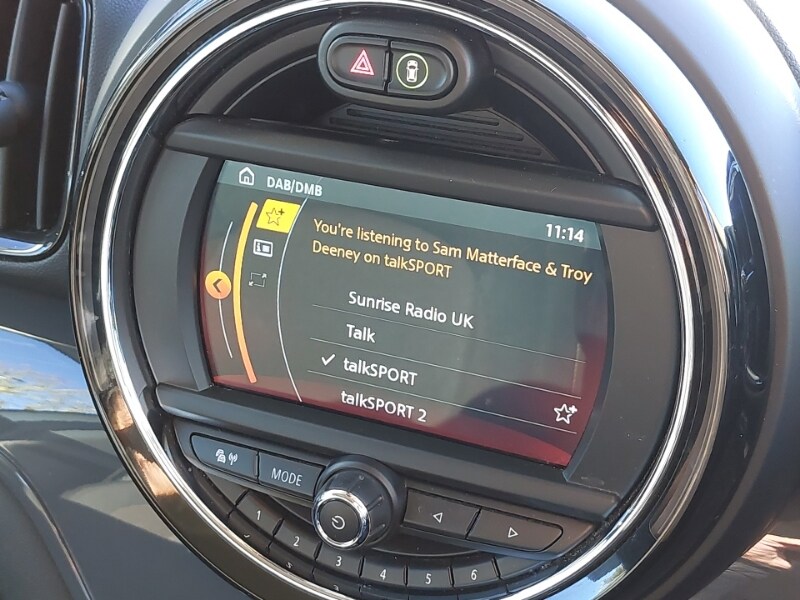 DAB/DMB
11:14
You're listening to Sam Matterface & Troy
Deeney on talkSPORT
Sunrise Radio UK
Talk
talkSPORT
talkSPORT 2
MODE
1
2
3
4
5
6